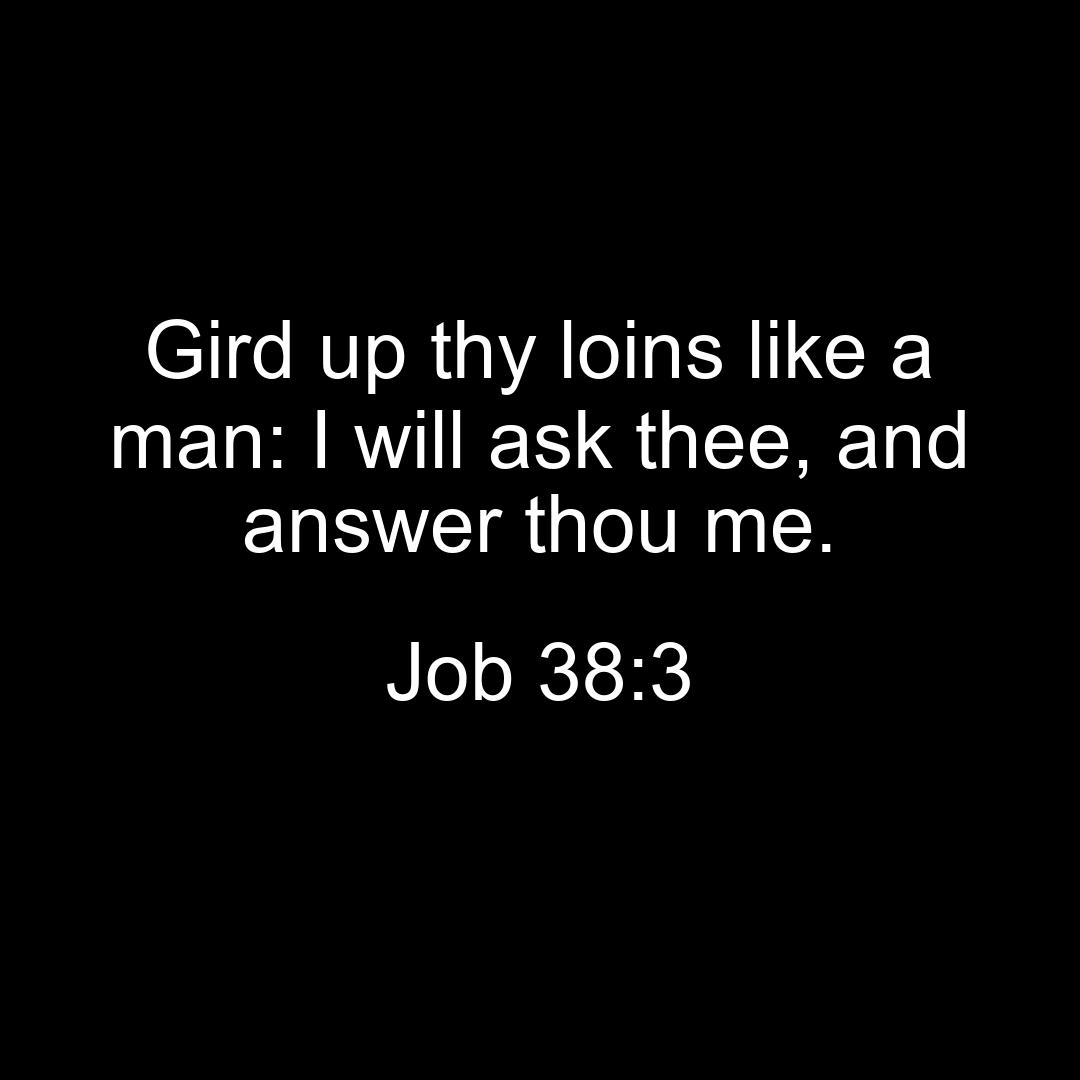 Gird up thy loins like a
man: I will ask thee, and
answer thou me.
Job 38:3